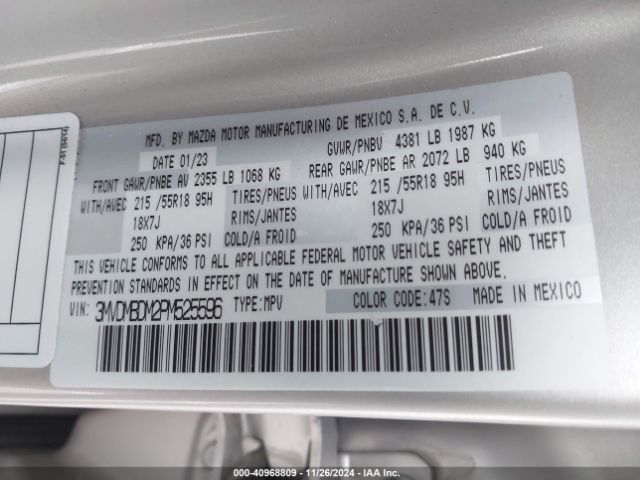 MFD. BY MAZDA MOTOR MANUFACTURING DE MEXICO S.A. DE C.V.
DATE 01/23 GVWR/PNBV 4381 LB 1987 KG
FRONT GAWR/PNBE AV 2355 LB 1068 KG REAR GAWR/PNBE AR 2072 LB 940 KG
WITH/AVEC 215 /55R18 95H TIRES/PNEUS WITH/AVEC 215 /55R18 95H TIRES/PNEUS
18X7J RIMS/JANTES 18X7J RIMS/JANTES
250 KPA/36 PSI COLD/A FROID 250 KPA/36 PSI COLD/A FROID
THIS VEHICLE CONFORMS TO ALL APPLICABLE FEDERAL MOTOR VEHICLE SAFETY AND THEFT
PREVENTION STANDARDS IN EFFECT ON THE DATE OF MANUFACTURE SHOWN ABOVE.
VIN: 3MVDMBDM2PM525596 TYPE:MPV COLOR CODE:47S MADE IN MEXICO
000-40968809 - 11/26/2024 - IAA Inc.